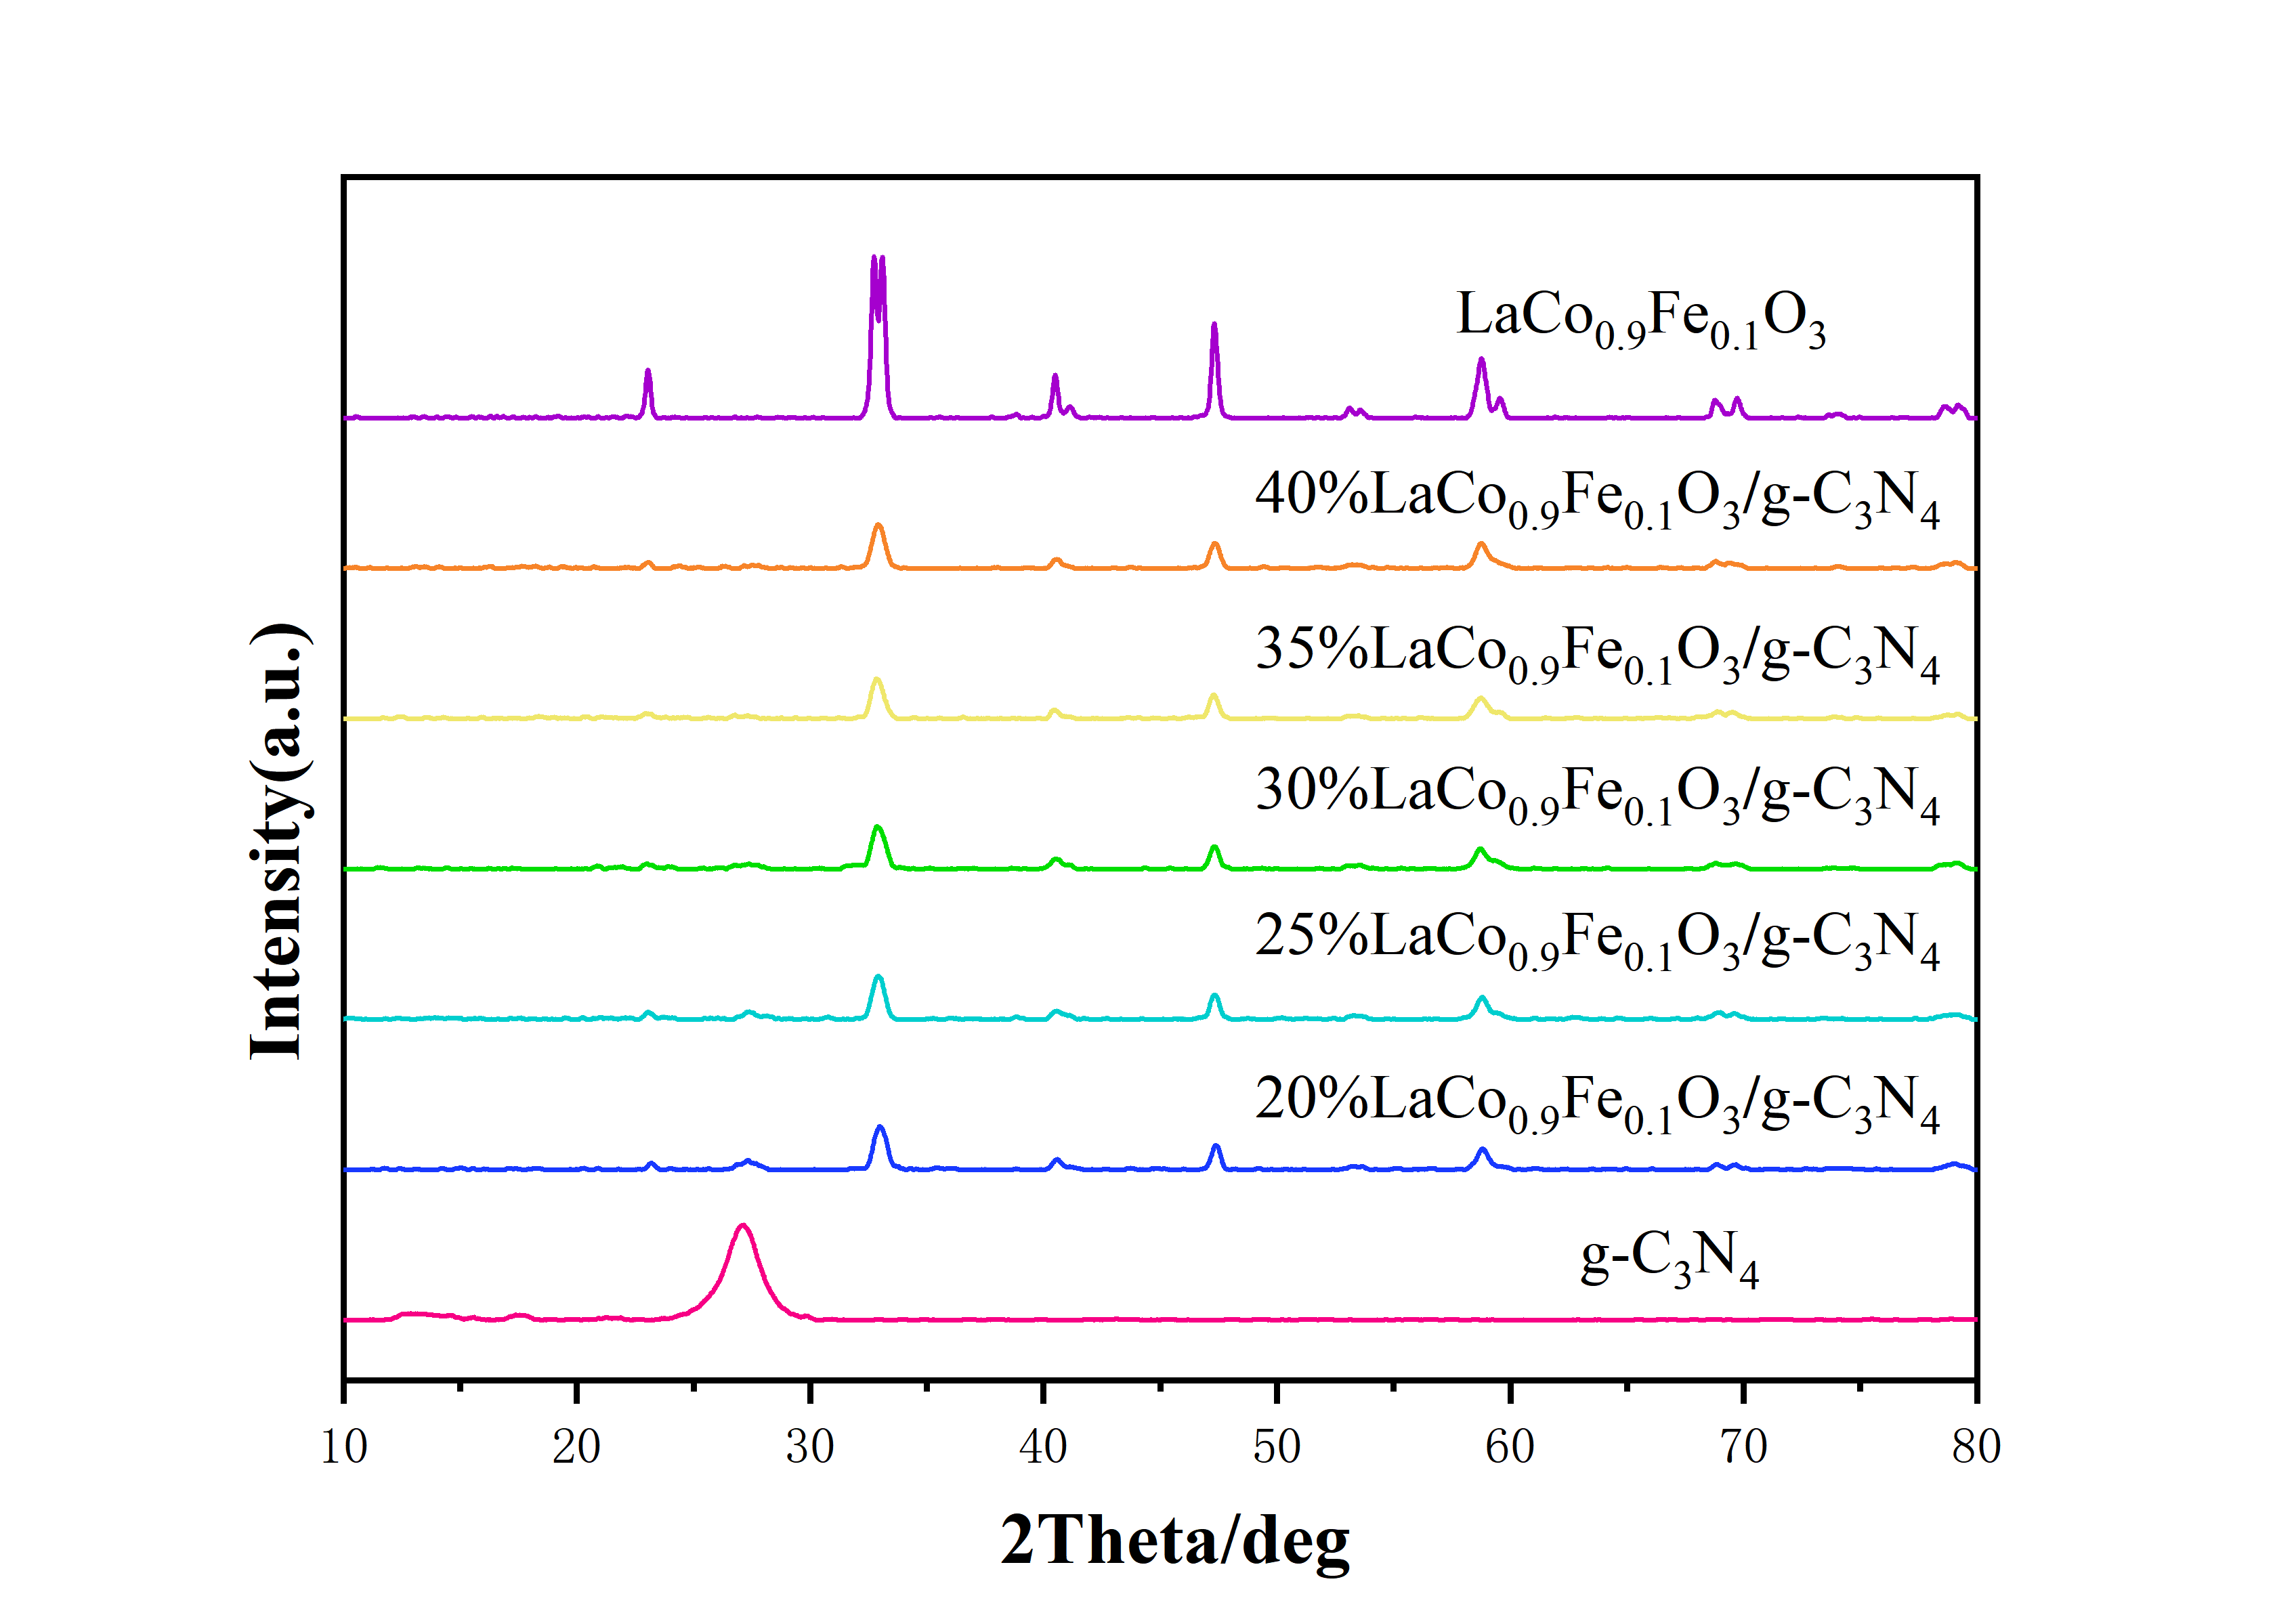 LaCo₀.₉Fe₀.₁O₃
40%LaCo₀.₉Fe₀.₁O₃/g-C₃N₄
35%LaCo₀.₉Fe₀.₁O₃/g-C₃N₄
30%LaCo₀.₉Fe₀.₁O₃/g-C₃N₄
25%LaCo₀.₉Fe₀.₁O₃/g-C₃N₄
20%LaCo₀.₉Fe₀.₁O₃/g-C₃N₄
g-C₃N₄
Intensity(a.u.)
10 20 30 40 50 60 70 80
2Theta/deg